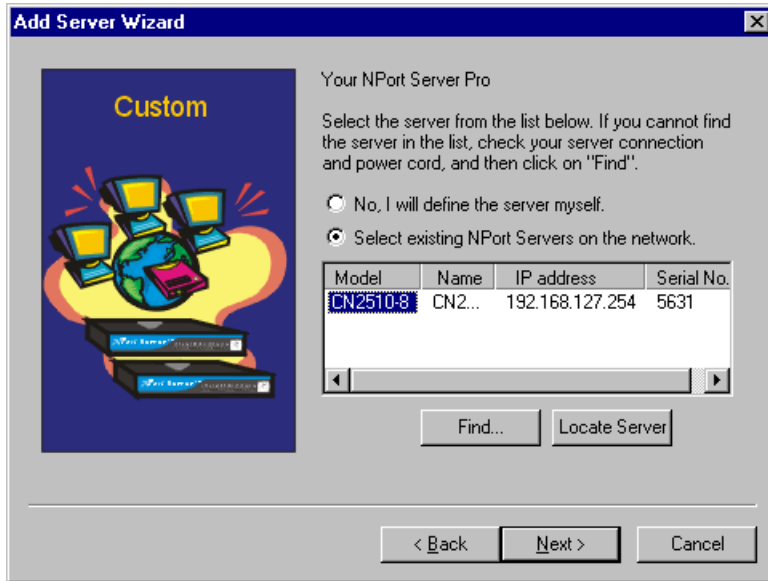 Add Server Wizard
Custom
Your NPort Server Pro
Select the server from the list below. If you cannot find
the server in the list, check your server connection
and power cord, and then click on "Find".
No, I will define the server myself.
Select existing NPort Servers on the network.
Model Name IP address Serial No.
CN2510-8 CN2... 192.168.127.254 5631
Find... Locate Server
< Back Next > Cancel